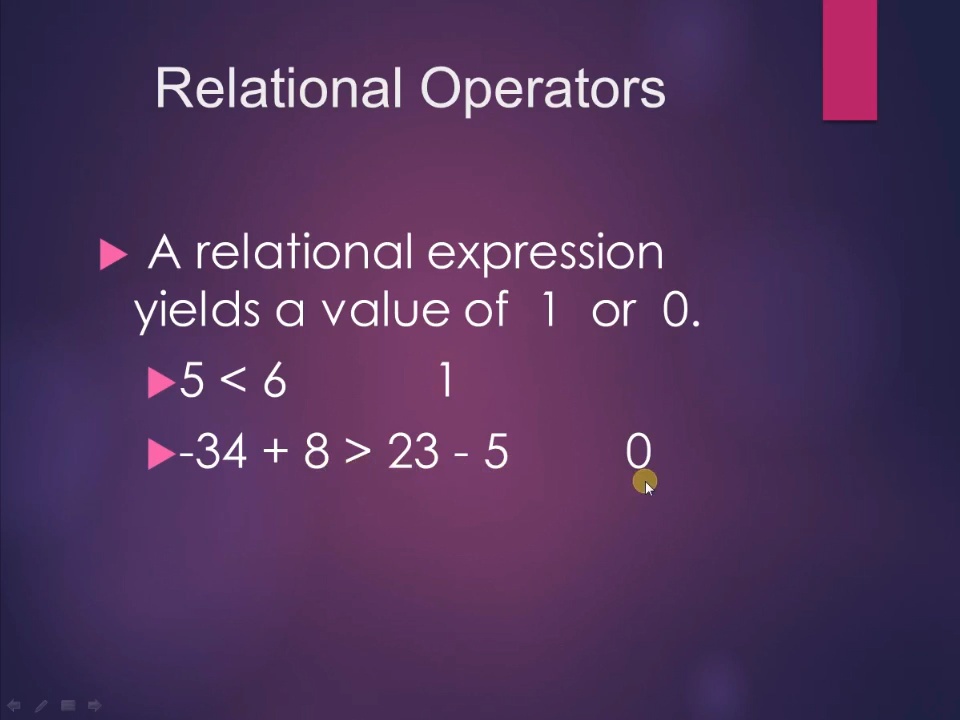 Relational Operators
A relational expression
yields a value of 1 or 0.
5 < 6 1
-34 + 8 > 23 - 5 0